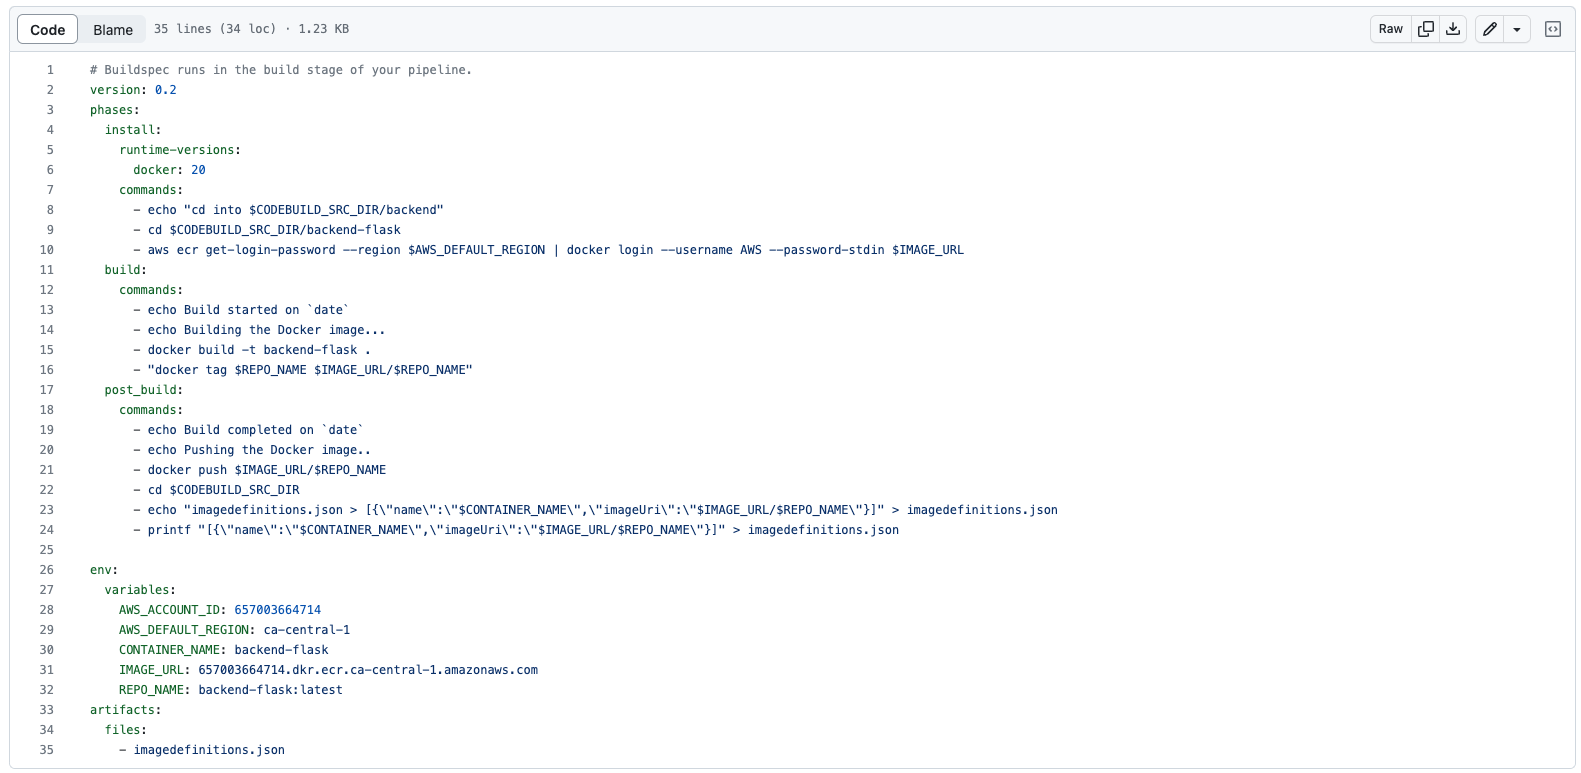 Code Blame 35 lines (34 loc) · 1.23 KB Raw
1 # Buildspec runs in the build stage of your pipeline.
2 version: 0.2
3 phases:
4   install:
5     runtime-versions:
6       docker: 20
7     commands:
8       - echo "cd into $CODEBUILD_SRC_DIR/backend"
9       - cd $CODEBUILD_SRC_DIR/backend-flask
10       - aws ecr get-login-password --region $AWS_DEFAULT_REGION | docker login --username AWS --password-stdin $IMAGE_URL
11   build:
12     commands:
13       - echo Build started on `date`
14       - echo Building the Docker image...
15       - docker build -t backend-flask .
16       - "docker tag $REPO_NAME $IMAGE_URL/$REPO_NAME"
17   post_build:
18     commands:
19       - echo Build completed on `date`
20       - echo Pushing the Docker image..
21       - docker push $IMAGE_URL/$REPO_NAME
22       - cd $CODEBUILD_SRC_DIR
23       - echo "imagedefinitions.json > [{\"name\":\"$CONTAINER_NAME\",\"imageUri\":\"$IMAGE_URL/$REPO_NAME\"}]" > imagedefinitions.json
24       - printf "[{\"name\":\"$CONTAINER_NAME\",\"imageUri\":\"$IMAGE_URL/$REPO_NAME\"}]" > imagedefinitions.json
25
26 env:
27   variables:
28     AWS_ACCOUNT_ID: 657003664714
29     AWS_DEFAULT_REGION: ca-central-1
30     CONTAINER_NAME: backend-flask
31     IMAGE_URL: 657003664714.dkr.ecr.ca-central-1.amazonaws.com
32     REPO_NAME: backend-flask:latest
33 artifacts:
34   files:
35     - imagedefinitions.json